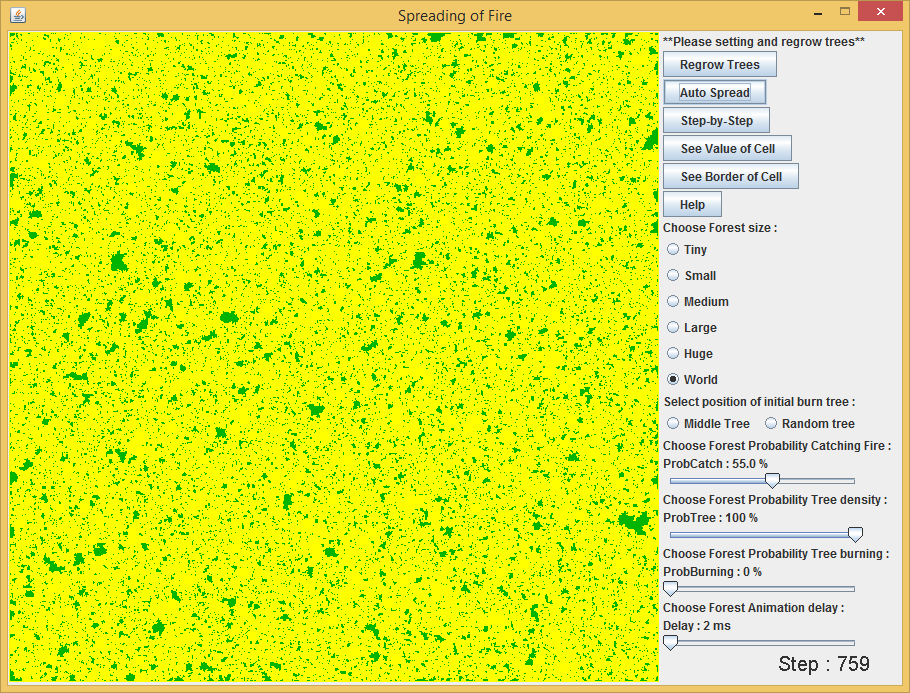 Spreading of Fire
**Please setting and regrow trees**
Regrow Trees
Auto Spread
Step-by-Step
See Value of Cell
See Border of Cell
Help
Choose Forest size :
Tiny
Small
Medium
Large
Huge
World
Select position of initial burn tree :
Middle Tree Random tree
Choose Forest Probability Catching Fire :
ProbCatch : 55.0 %
Choose Forest Probability Tree density :
ProbTree : 100 %
Choose Forest Probability Tree burning :
ProbBurning : 0 %
Choose Forest Animation delay :
Delay : 2 ms
Step : 759